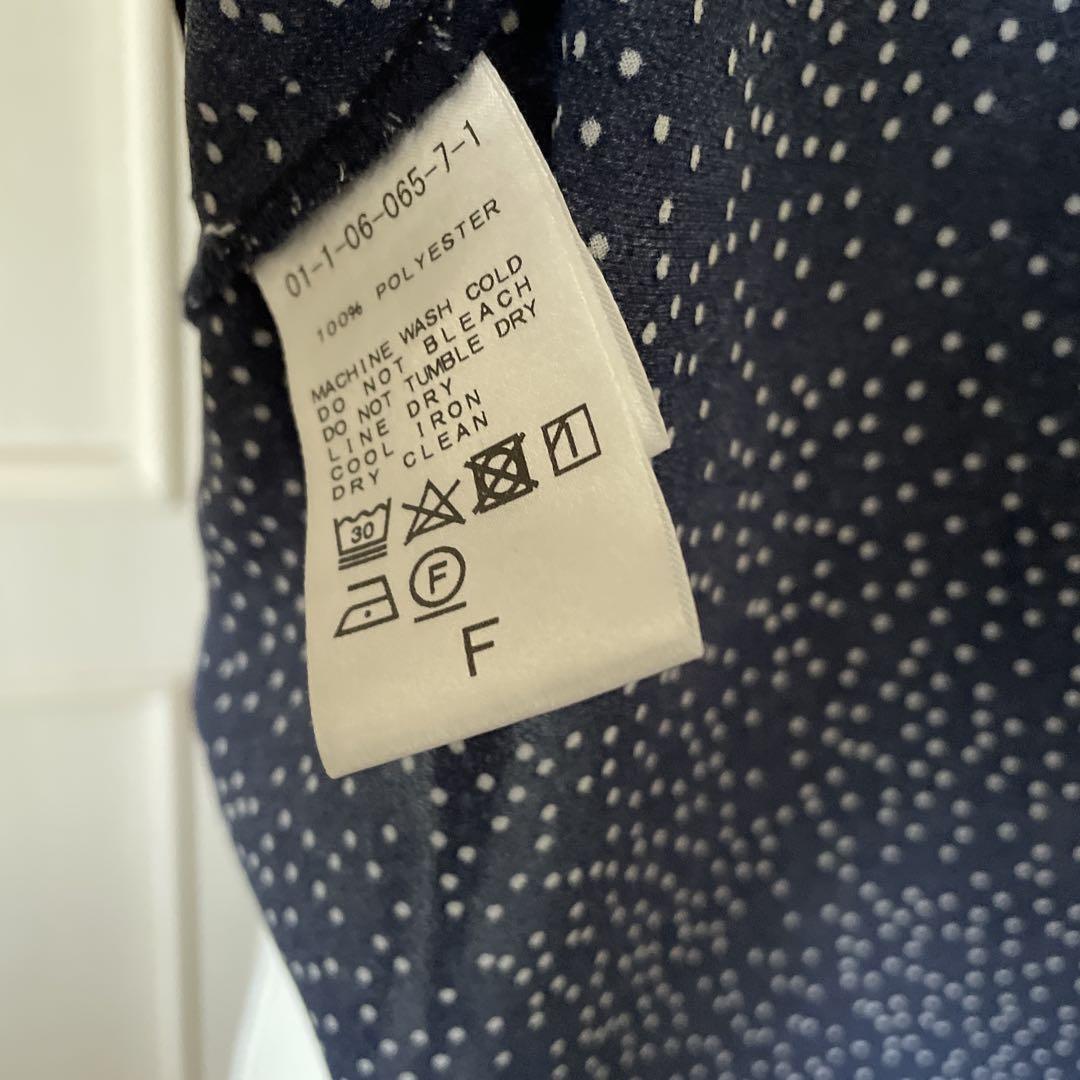 01-1-06-065-7-1
100% POLYESTER
MACHINE WASH COLD
DO NOT BLEACH
DO NOT TUMBLE DRY
LINE DRY
COOL IRON
DRY CLEAN
30
F
F